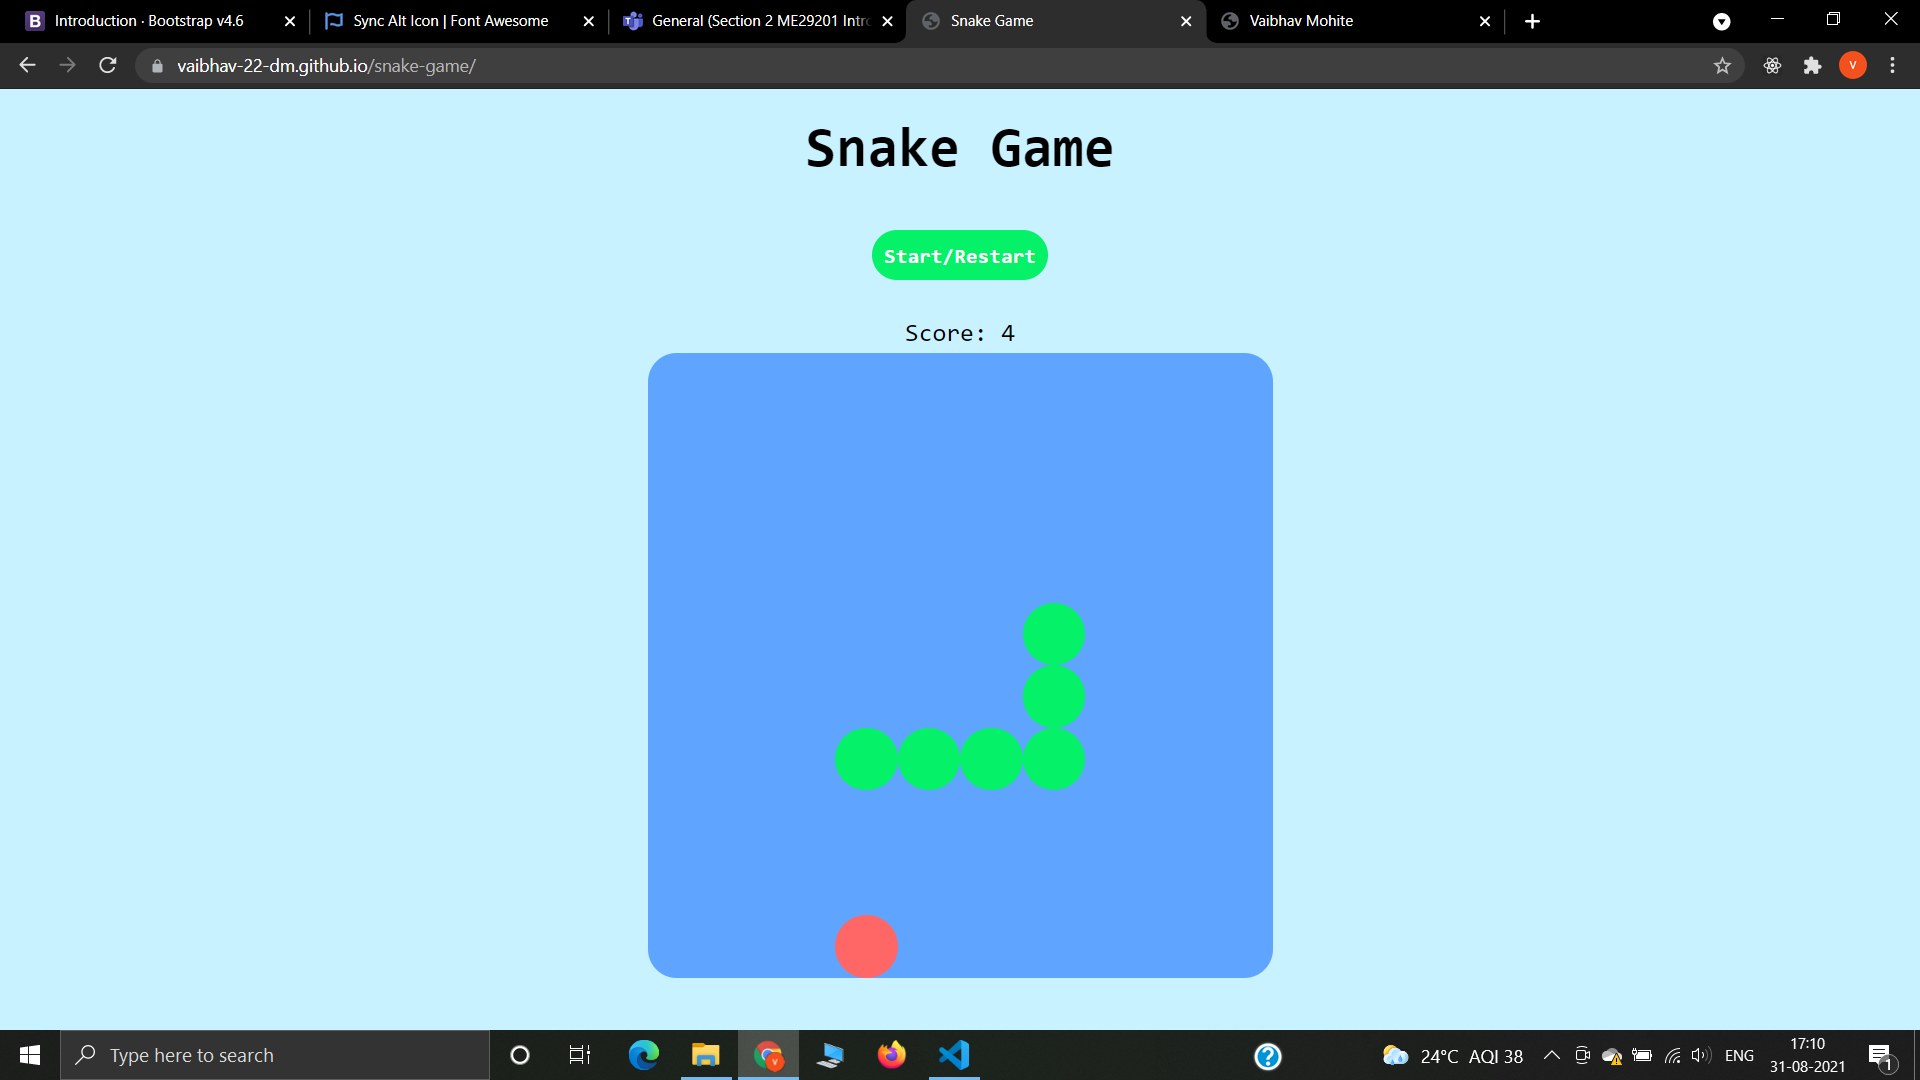 B Introduction · Bootstrap v4.6
Sync Alt Icon | Font Awesome
General (Section 2 ME29201 Intro
Snake Game
Vaibhav Mohite
vaibhav-22-dm.github.io/snake-game/
V
Snake Game
Start/Restart
Score: 4
Type here to search
V
?
24°C AQI 38
ENG
17:10
31-08-2021
1